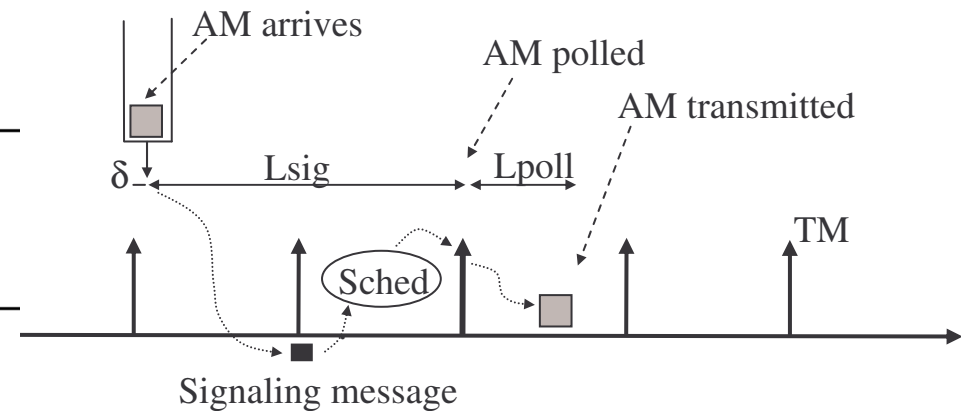 AM arrives
AM polled
AM transmitted
δ
Lsig
Lpoll
TM
Sched
Signaling message